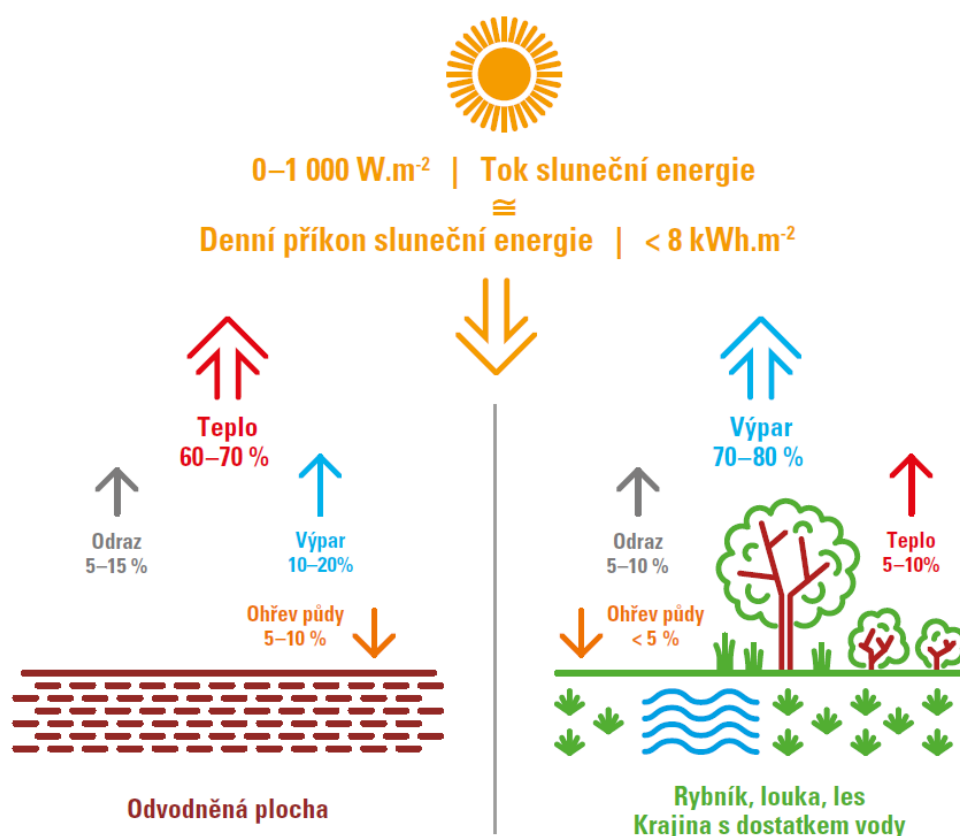 0–1 000 W.m⁻² | Tok sluneční energie
≅
Denní příkon sluneční energie | < 8 kWh.m⁻²
Teplo
60–70 %
Odraz
5–15 %
Výpar
10–20%
Ohřev půdy
5–10 %
Odvodněná plocha
Výpar
70–80 %
Odraz
5–10 %
Teplo
5–10%
Ohřev půdy
< 5 %
Rybník, louka, les
Krajina s dostatkem vody